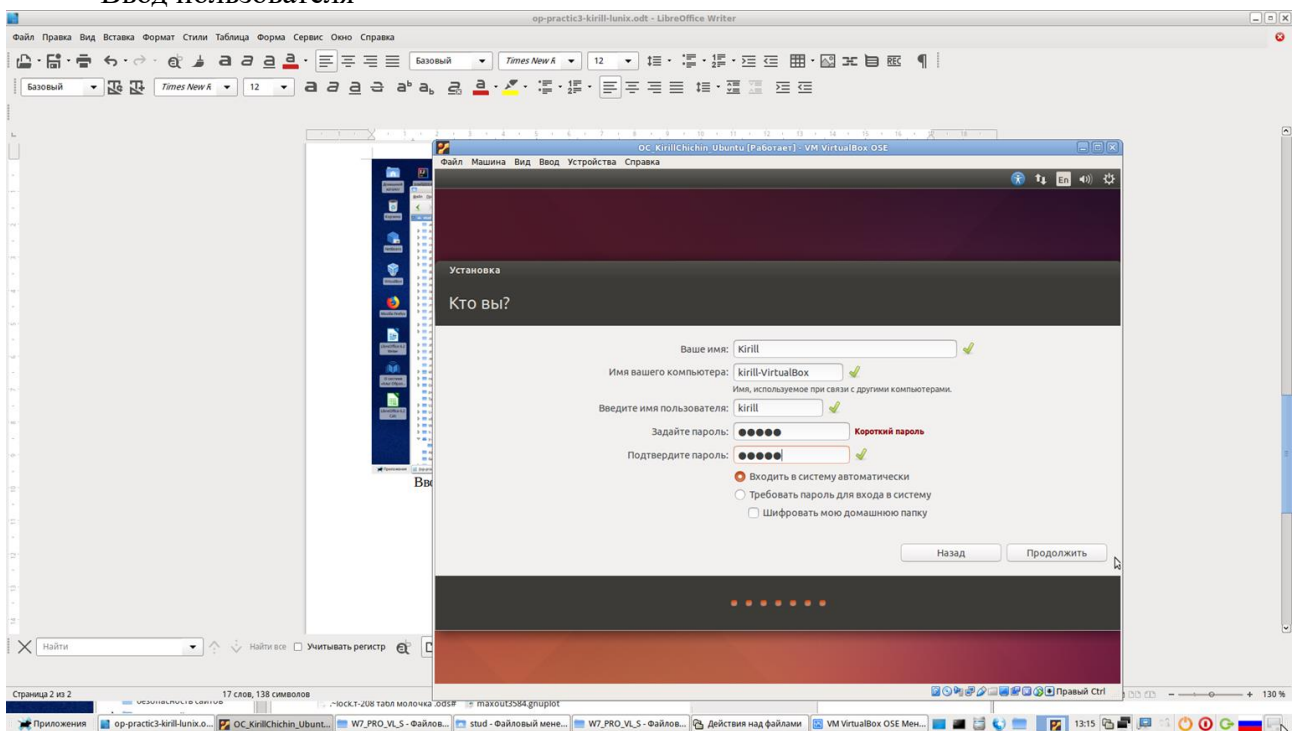 Ввод пользователя
op-practic3-kirill-lunix.odt - LibreOffice Writer
Файл Правка Вид Вставка Формат Стили Таблица Форма Сервис Окно Справка
Базовый Times New R 12
Базовый Times New R 12
OC_KirillChichin_Ubuntu [Работает] - VM VirtualBox OSE
Файл Машина Вид Ввод Устройства Справка
En
Установка
Кто вы?
Ваше имя: Kirill
Имя вашего компьютера: kirill-VirtualBox
Имя, используемое при связи с другими компьютерами.
Введите имя пользователя: kirill
Задайте пароль: ●●●●● Короткий пароль
Подтвердите пароль: ●●●●●
Входить в систему автоматически
Требовать пароль для входа в систему
Шифровать мою домашнюю папку
Назад Продолжить
Найти Найти все Учитывать регистр
Правый Ctrl
Страница 2 из 2 17 слов, 138 символов 130 %
maxout3584.gnuplot
Приложения op-practic3-kirill-lunix.o... OC_KirillChichin_Ubunt... W7_PRO_VL_S - Файлов... stud - Файловый мене... W7_PRO_VL_S - Файлов... Действия над файлами VM VirtualBox OSE Мен... 13:15